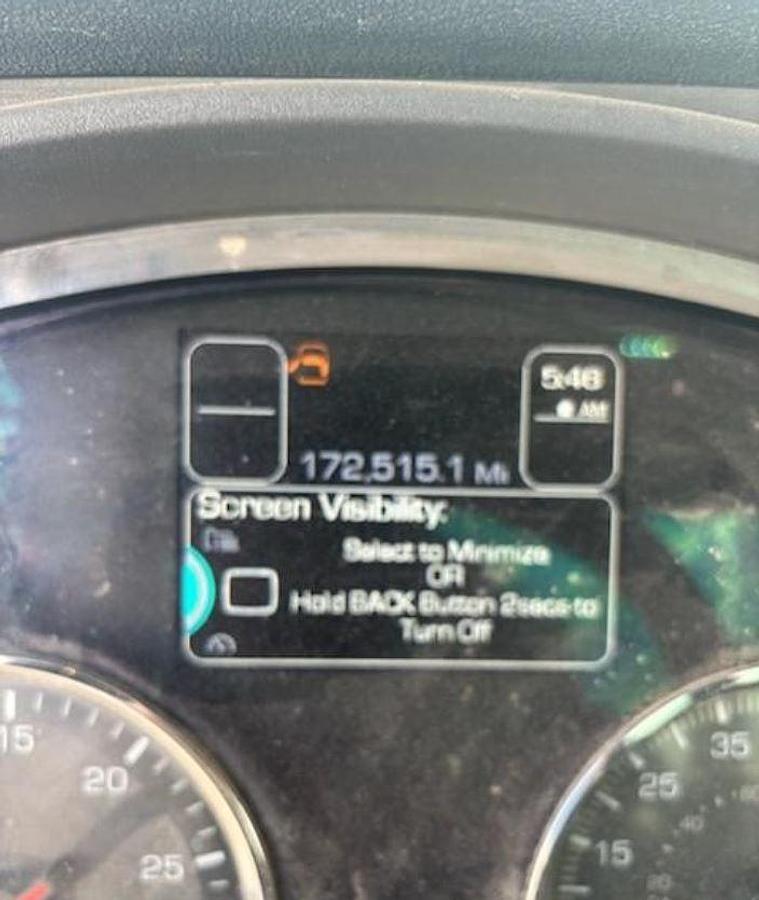 5:48
AM
172,515.1 Mi
Screen Visibility:
Select to Minimize
OR
Hold BACK Button 2secs to
Turn Off
15
20
25
35
25
15
40